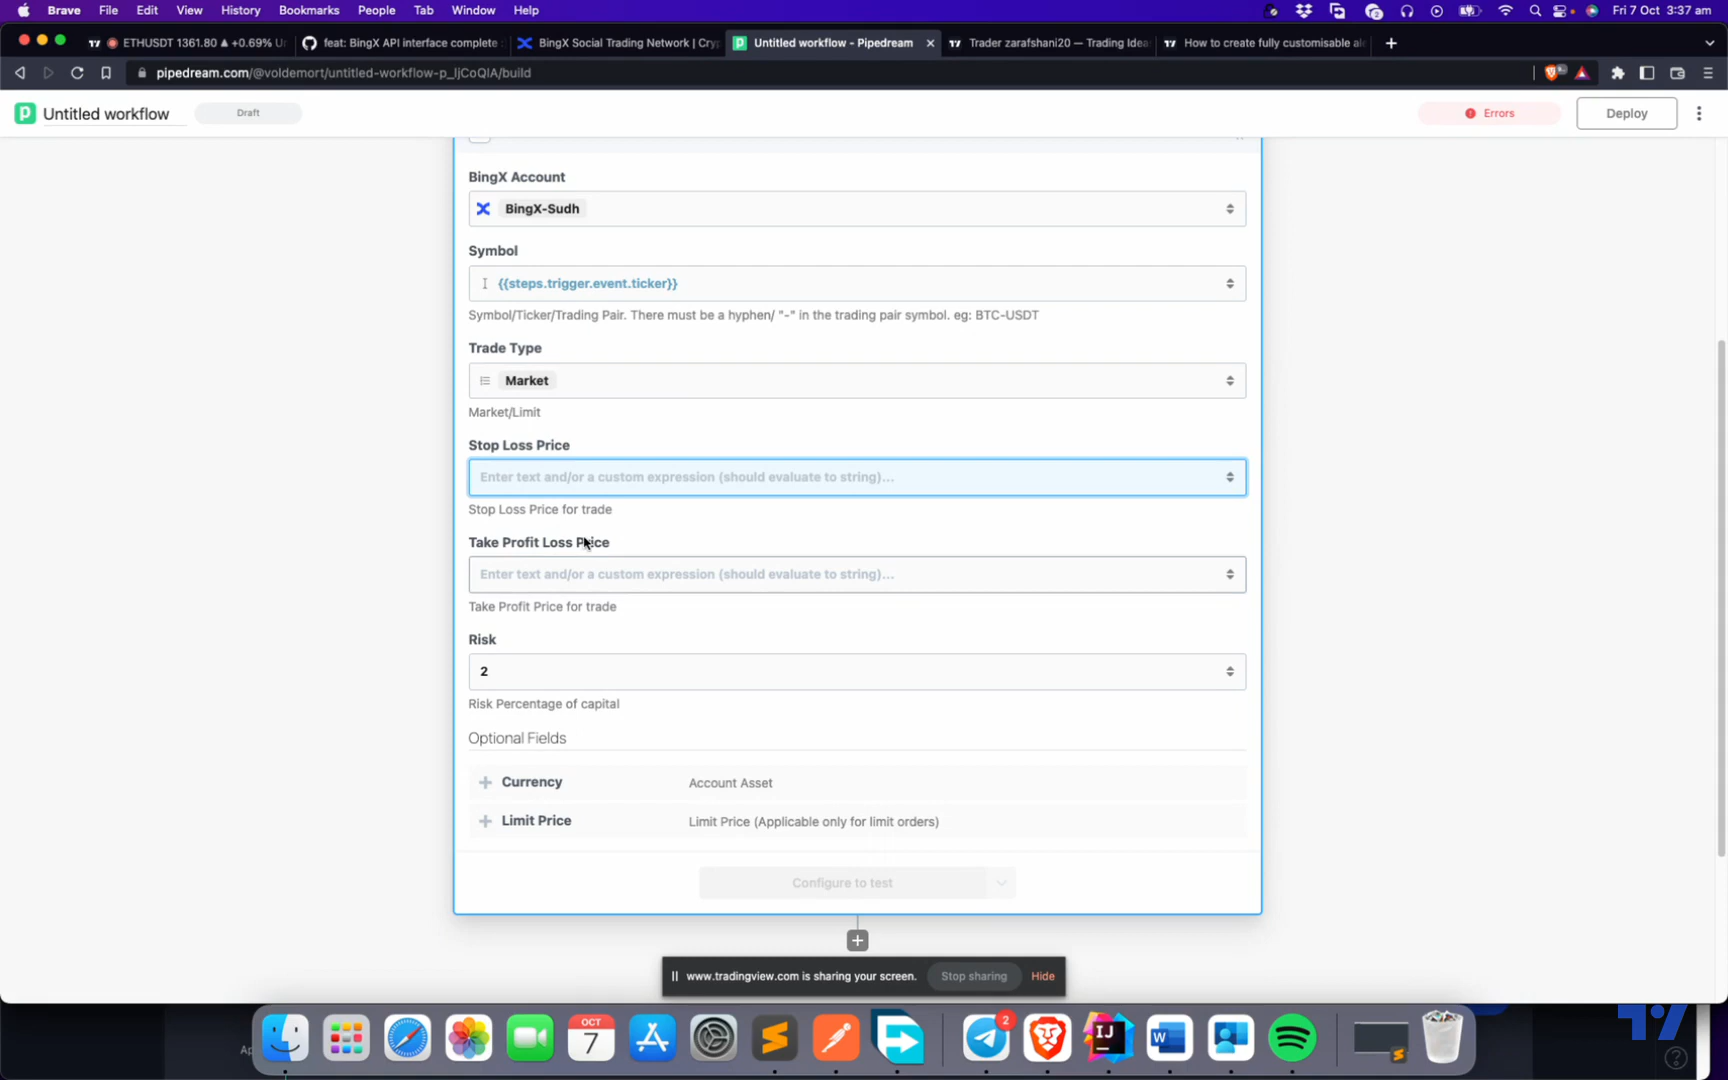 Brave File Edit View History Bookmarks People Tab Window Help
2
Fri 7 Oct 3:37 am
ETHUSDT 1361.80 ▲ +0.69% U
feat: BingX API interface complete
BingX Social Trading Network | Cry
Untitled workflow - Pipedream
Trader zarafshani20 — Trading Idea
How to create fully customisable al
pipedream.com/@voldemort/untitled-workflow-p_ljCoQlA/build
Untitled workflow
Draft
Errors
Deploy
BingX Account
BingX-Sudh
Symbol
{{steps.trigger.event.ticker}}
Symbol/Ticker/Trading Pair. There must be a hyphen/ "-" in the trading pair symbol. eg: BTC-USDT
Trade Type
Market
Market/Limit
Stop Loss Price
Enter text and/or a custom expression (should evaluate to string)...
Stop Loss Price for trade
Take Profit Loss Price
Enter text and/or a custom expression (should evaluate to string)...
Take Profit Price for trade
Risk
2
Risk Percentage of capital
Optional Fields
Currency Account Asset
Limit Price Limit Price (Applicable only for limit orders)
Configure to test
www.tradingview.com is sharing your screen.
Stop sharing
Hide
OCT
7
2
IJ